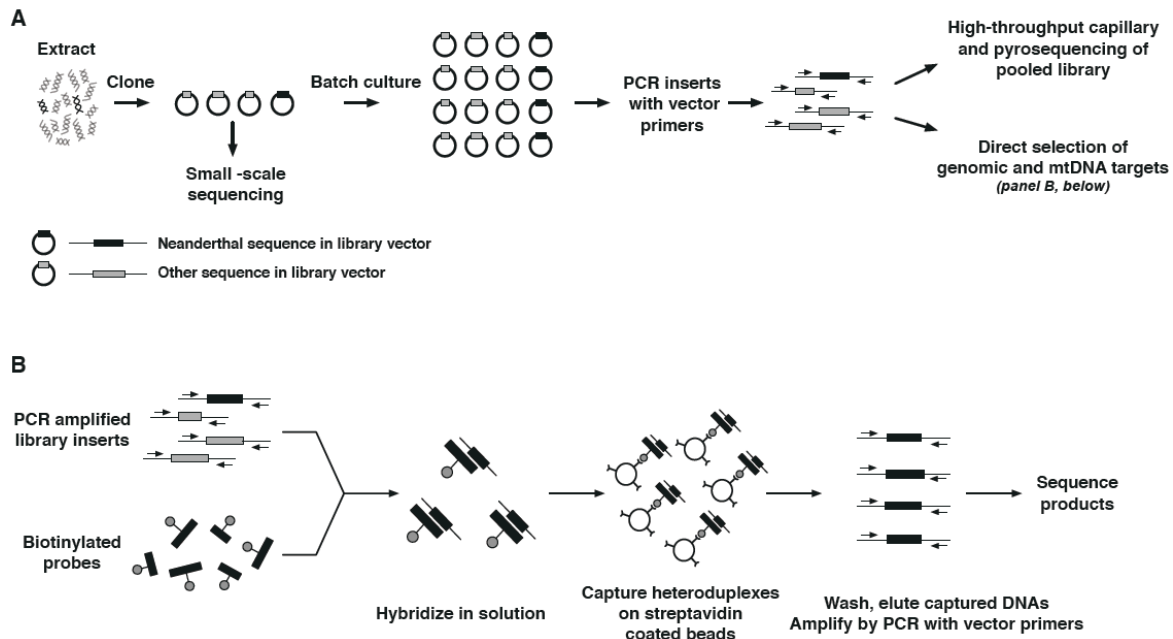 A
Extract
Clone
Small -scale
sequencing
Batch culture
PCR inserts
with vector
primers
High-throughput capillary
and pyrosequencing of
pooled library
Direct selection of
genomic and mtDNA targets
(panel B, below)
Neanderthal sequence in library vector
Other sequence in library vector
B
PCR amplified
library inserts
Biotinylated
probes
Hybridize in solution
Capture heteroduplexes
on streptavidin
coated beads
Wash, elute captured DNAs
Amplify by PCR with vector primers
Sequence
products